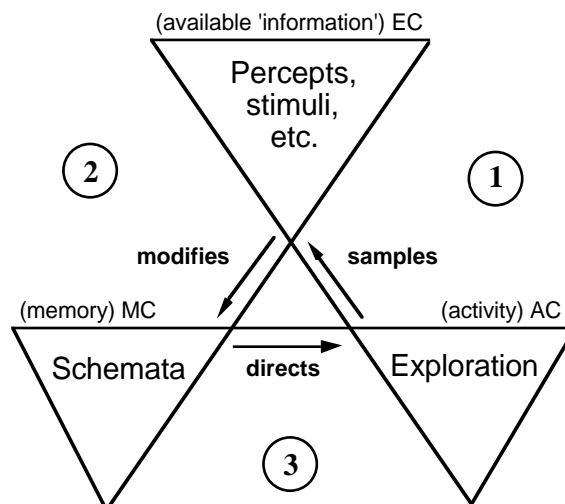 (available 'information') EC
Percepts,
stimuli,
etc.
2
1
modifies
samples
(memory) MC
(activity) AC
Schemata
directs
Exploration
3